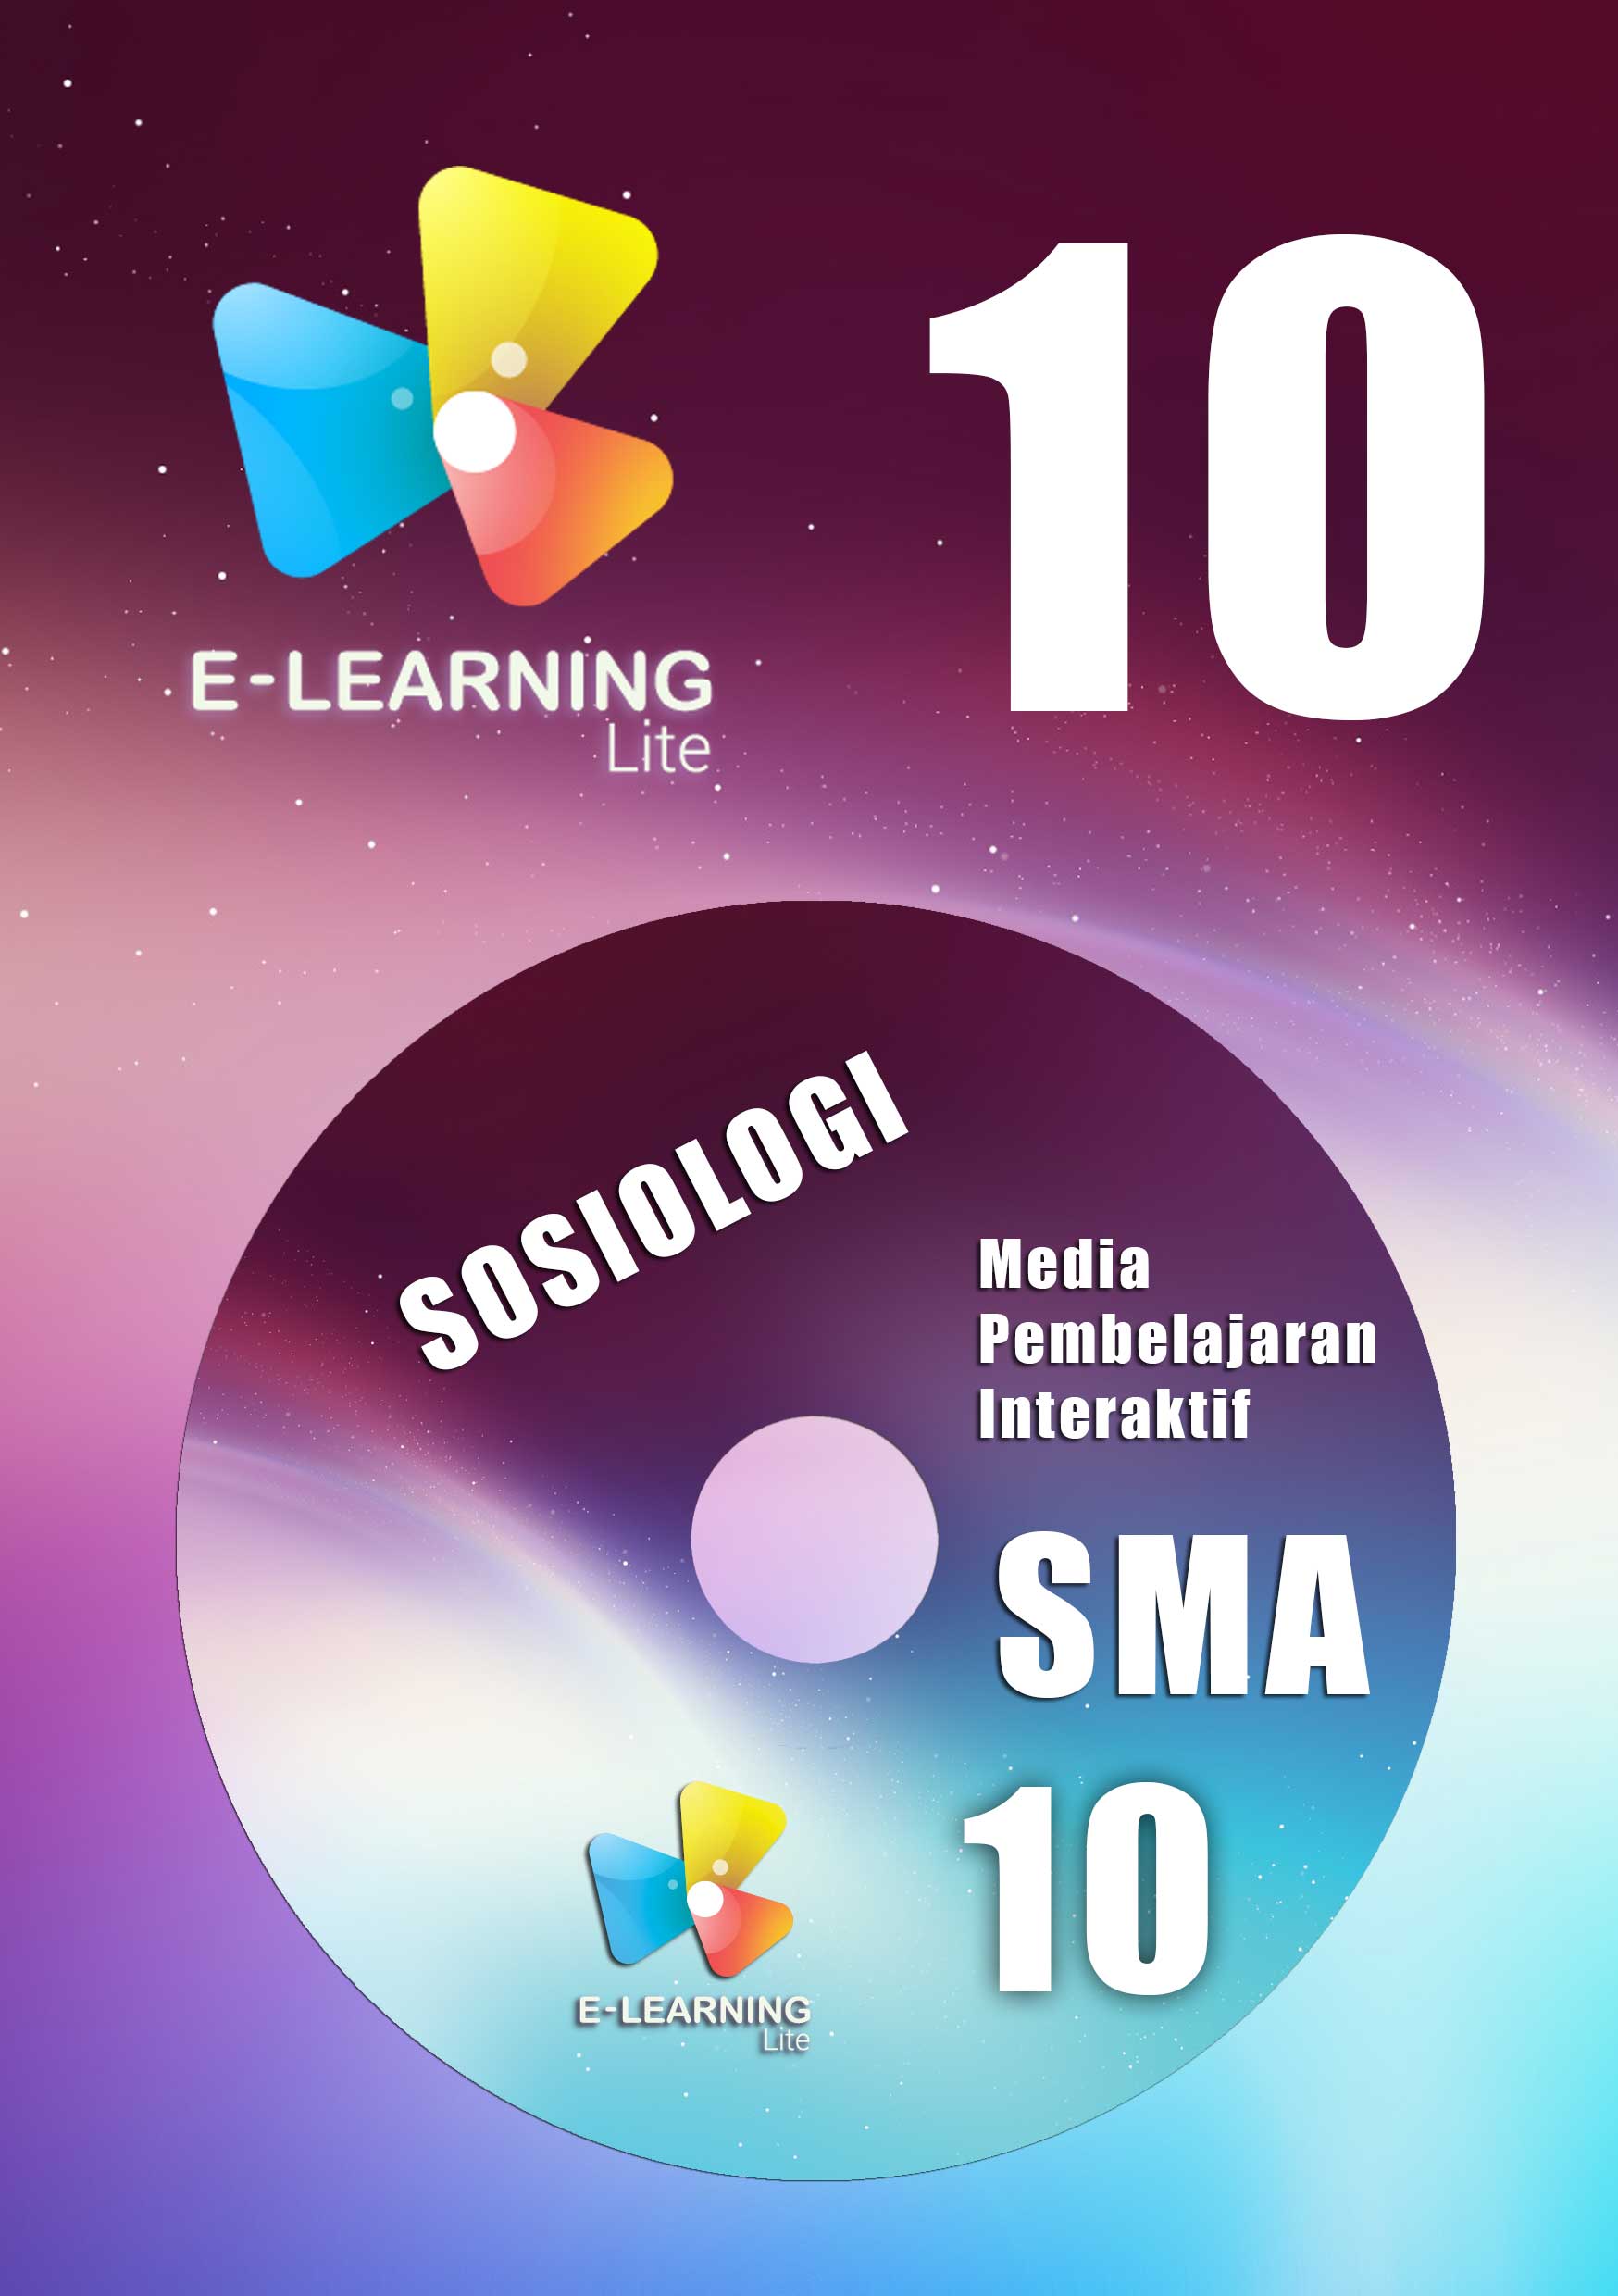 10
E-LEARNING
Lite
SOSIOLOGI
Media
Pembelajaran
Interaktif
SMA
10
E-LEARNING
Lite